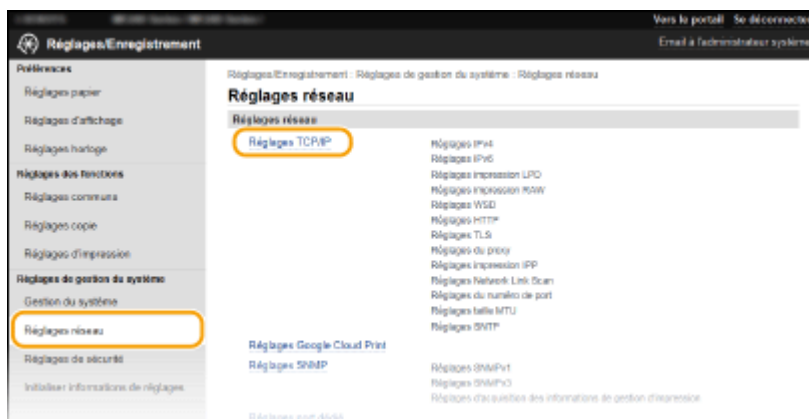 Vers le portail Se déconnecter
Réglages/Enregistrement
Email à l'administrateur système
Préférences
Réglages papier
Réglages d'affichage
Réglages horloge
Réglages des fonctions
Réglages communs
Réglages copie
Réglages d'impression
Réglages de gestion du système
Gestion du système
Réglages réseau
Réglages de sécurité
Initialiser informations de réglages
Réglages/Enregistrement : Réglages de gestion du système : Réglages réseau
Réglages réseau
Réglages réseau
Réglages TCP/IP
Réglages IPv4
Réglages IPv6
Réglages impression LPD
Réglages impression RAW
Réglages WSD
Réglages HTTP
Réglages TLS
Réglages du proxy
Réglages impression IPP
Réglages Network Link Scan
Réglages du numéro de port
Réglages taille MTU
Réglages SNTP
Réglages Google Cloud Print
Réglages SNMP
Réglages SNMPv1
Réglages SNMPv3
Réglages d'acquisition des informations de gestion d'impression
Réglages port dédié